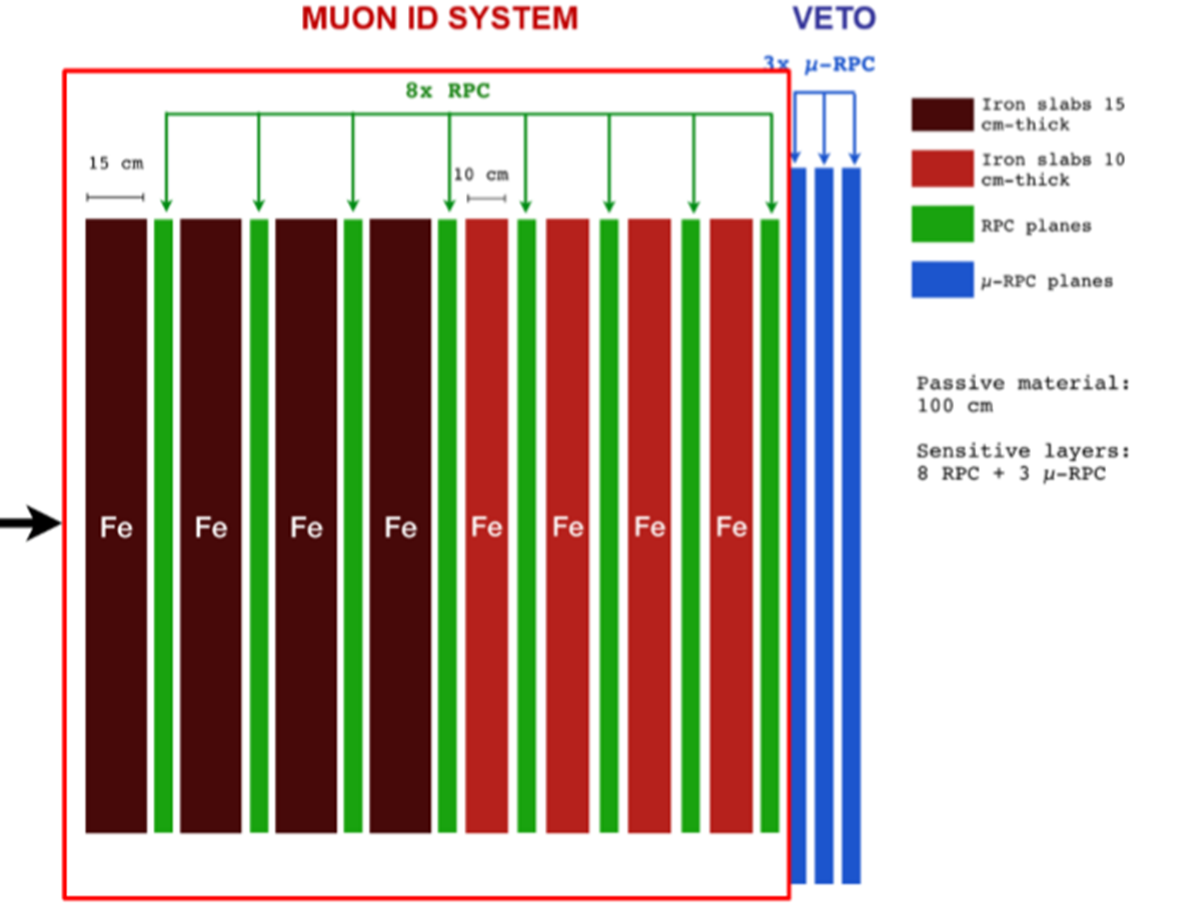 MUON ID SYSTEM
VETO
3x μ-RPC
8x RPC
15 cm
10 cm
Iron slabs 15
cm-thick
Iron slabs 10
cm-thick
RPC planes
μ-RPC planes
Passive material:
100 cm
Sensitive layers:
8 RPC + 3 μ-RPC
Fe
Fe
Fe
Fe
Fe
Fe
Fe
Fe